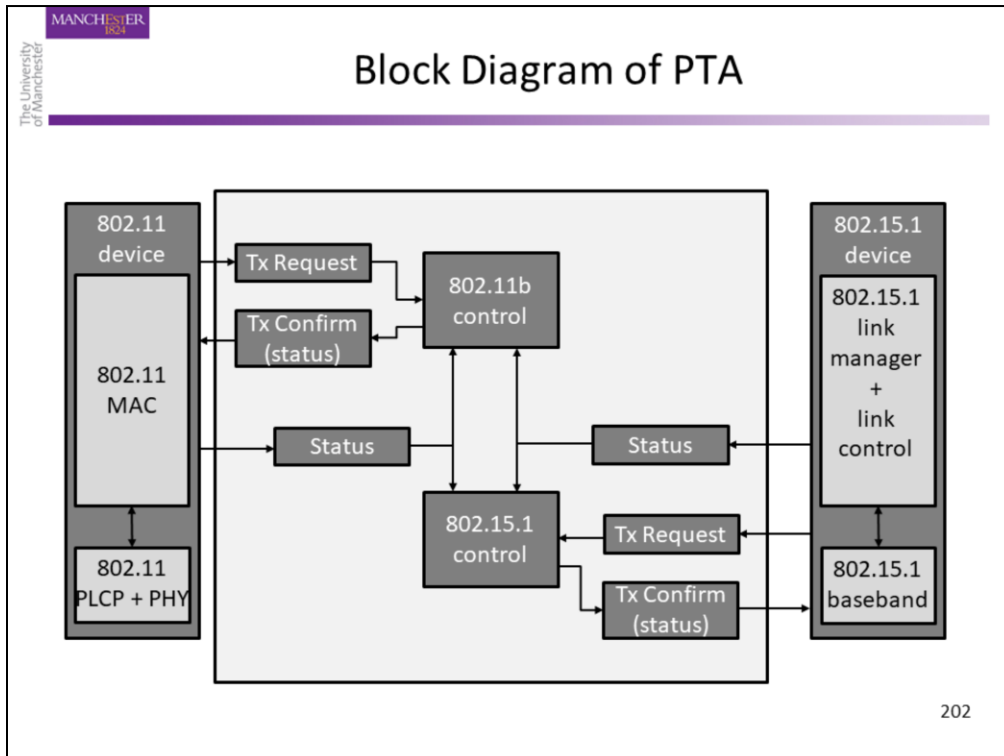 MANCHESTER
1824
The University
of Manchester
Block Diagram of PTA
802.11
device
802.11
MAC
802.11
PLCP + PHY
Tx Request
Tx Confirm
(status)
Status
802.11b
control
802.15.1
control
Status
Tx Request
Tx Confirm
(status)
802.15.1
device
802.15.1
link
manager
+
link
control
802.15.1
baseband
202